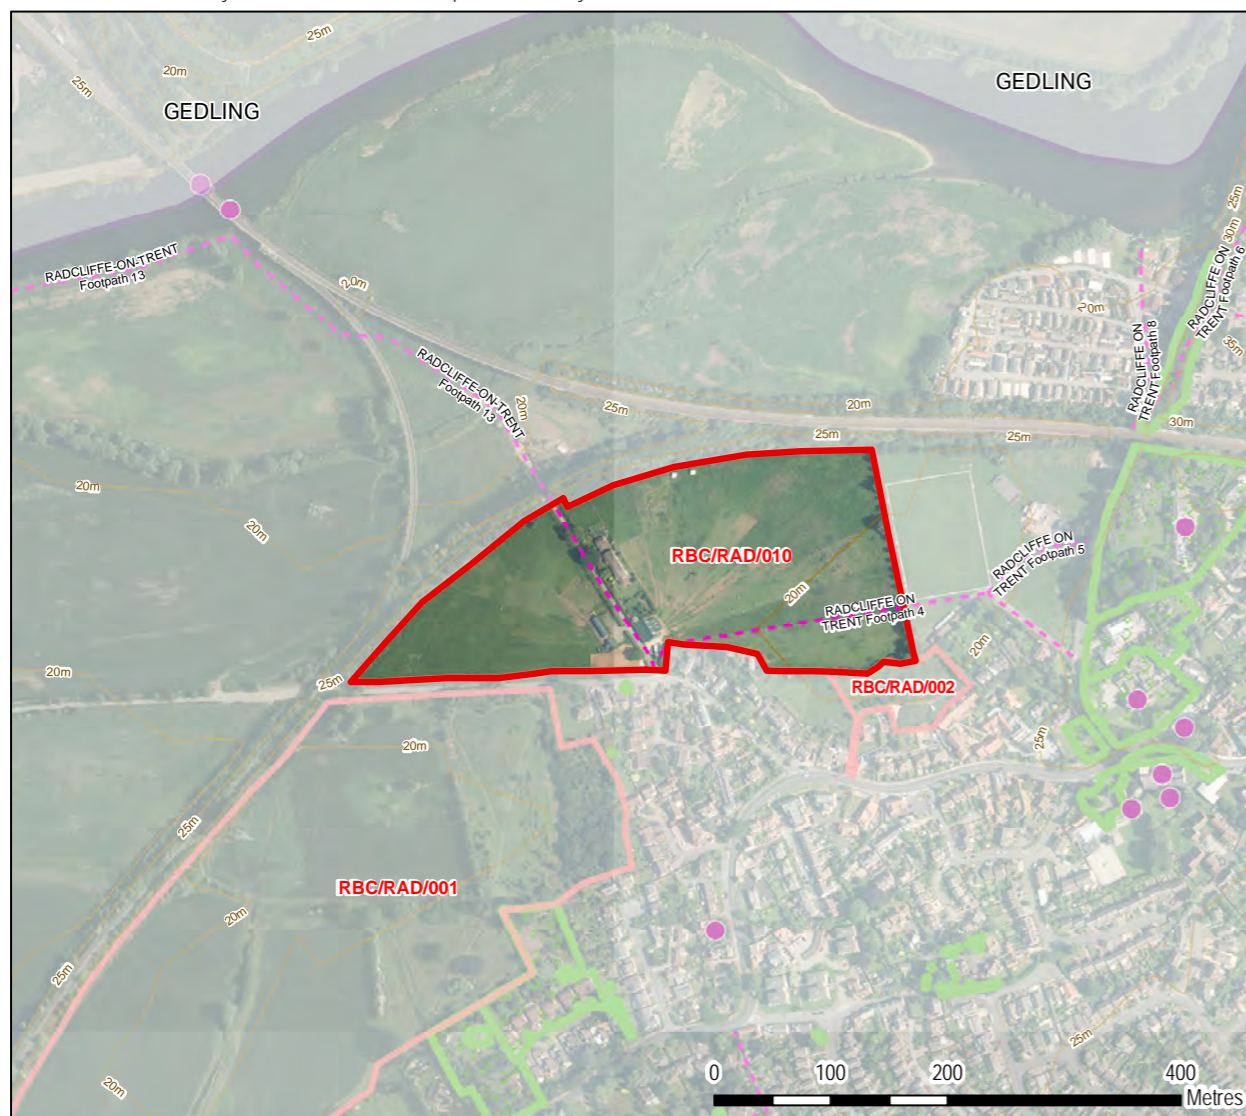 25m
20m
25m
GEDLING
GEDLING
25m
30m
RADCLIFFE ON
TRENT Footpath 6
RADCLIFFE-ON-TRENT
Footpath 13
20m
20m
RADCLIFFE ON
TRENT Footpath 8
35m
RADCLIFFE-ON-TRENT
Footpath 13
20m
25m
20m
25m
25m
30m
20m
20m
RBC/RAD/010
RADCLIFFE ON
TRENT Footpath 5
20m
RADCLIFFE ON
TRENT Footpath 4
20m
20m
25m
RBC/RAD/002
20m
25m
25m
RBC/RAD/001
20m
25m
25m
20m
0 100 200 400
Metres